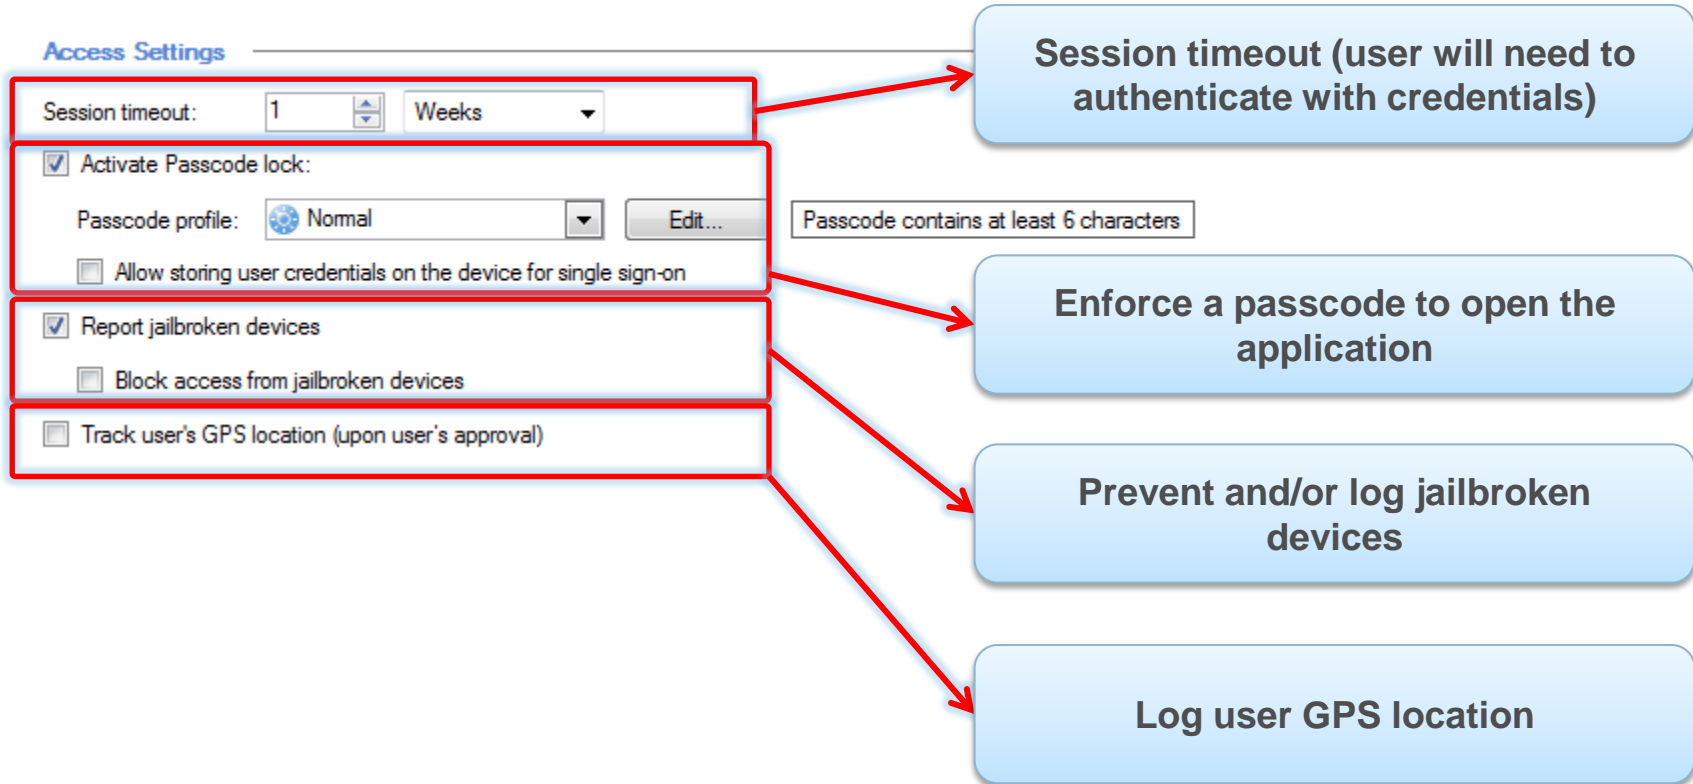 Access Settings
Session timeout: 1 Weeks
Activate Passcode lock:
Passcode profile: Normal Edit... Passcode contains at least 6 characters
Allow storing user credentials on the device for single sign-on
Report jailbroken devices
Block access from jailbroken devices
Track user's GPS location (upon user's approval)
Session timeout (user will need to
authenticate with credentials)
Enforce a passcode to open the
application
Prevent and/or log jailbroken
devices
Log user GPS location